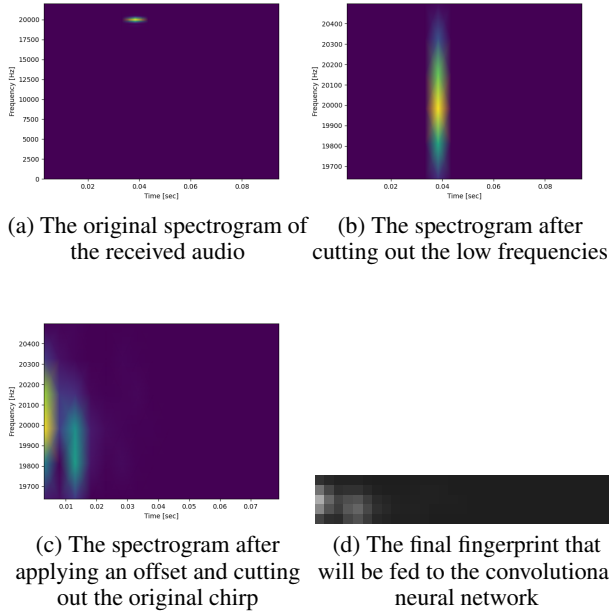 20000
17500
15000
12500
10000
7500
5000
2500
0
Frequency [Hz]
0.02
0.04
0.06
0.08
Time [sec]
20400
20300
20200
20100
20000
19900
19800
19700
Frequency [Hz]
0.02
0.04
0.06
0.08
Time [sec]
(a) The original spectrogram of
the received audio
(b) The spectrogram after
cutting out the low frequencies
20400
20300
20200
20100
20000
19900
19800
19700
Frequency [Hz]
0.01
0.02
0.03
0.04
0.05
0.06
0.07
Time [sec]
(c) The spectrogram after
applying an offset and cutting
out the original chirp
(d) The final fingerprint that
will be fed to the convolutiona
neural network